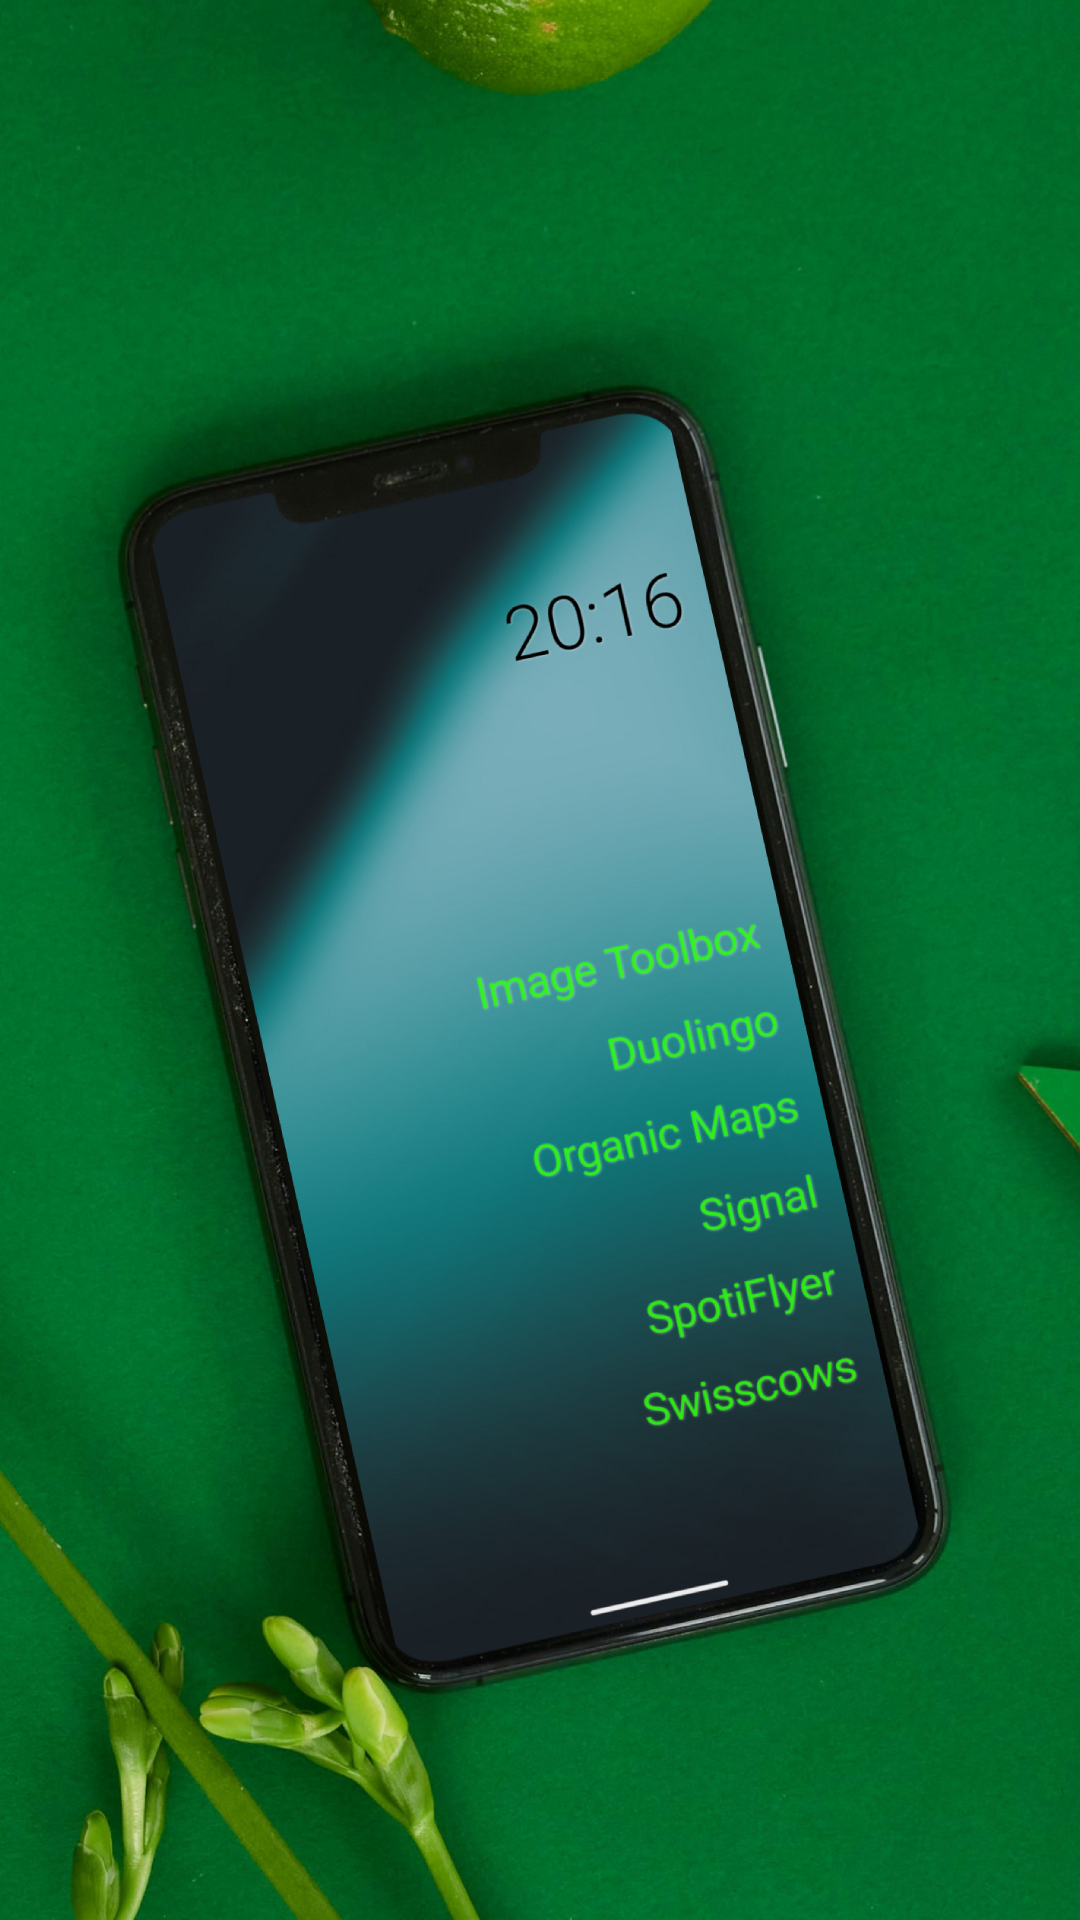 20:16
Image Toolbox
Duolingo
Organic Maps
Signal
SpotiFlyer
Swisscows